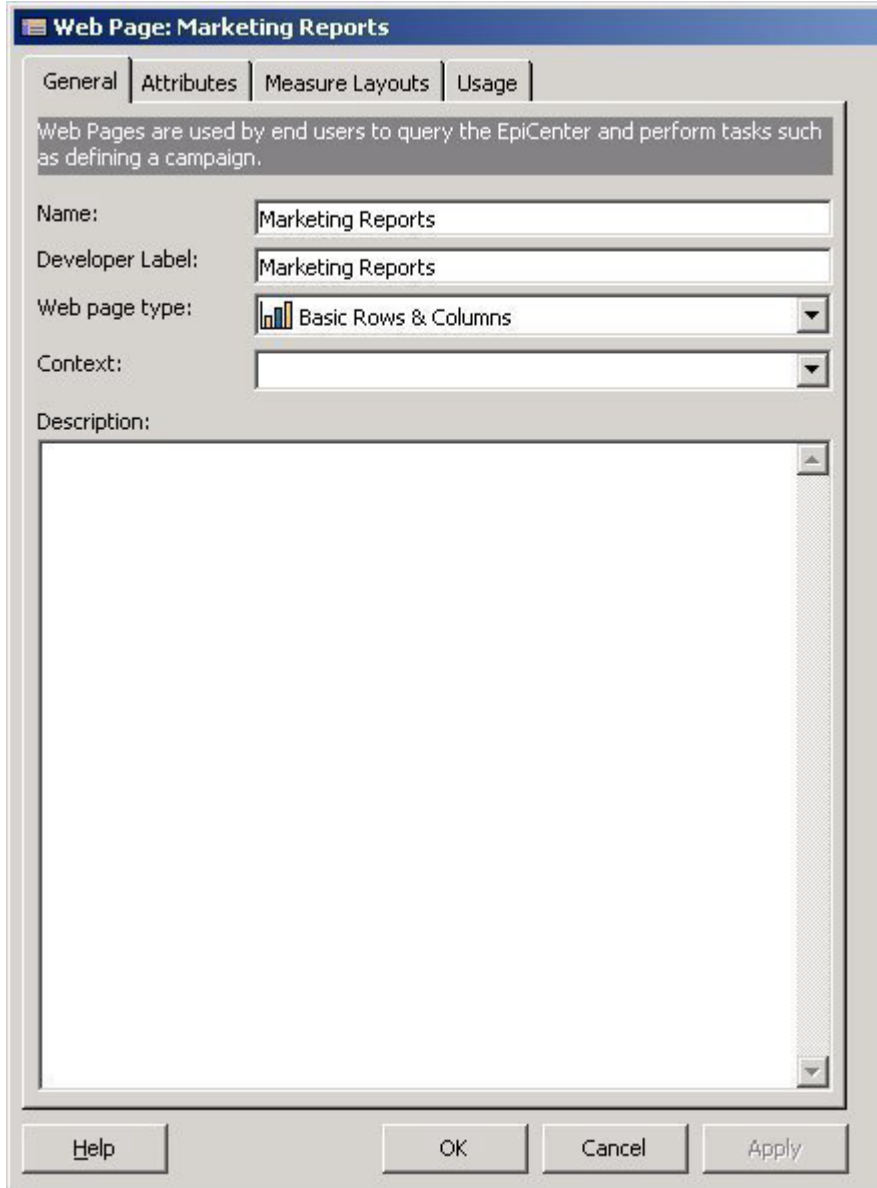 Web Page: Marketing Reports
General Attributes Measure Layouts Usage
Web Pages are used by end users to query the EpiCenter and perform tasks such
as defining a campaign.
Name: Marketing Reports
Developer Label: Marketing Reports
Web page type: Basic Rows & Columns
Context:
Description:
Help OK Cancel Apply